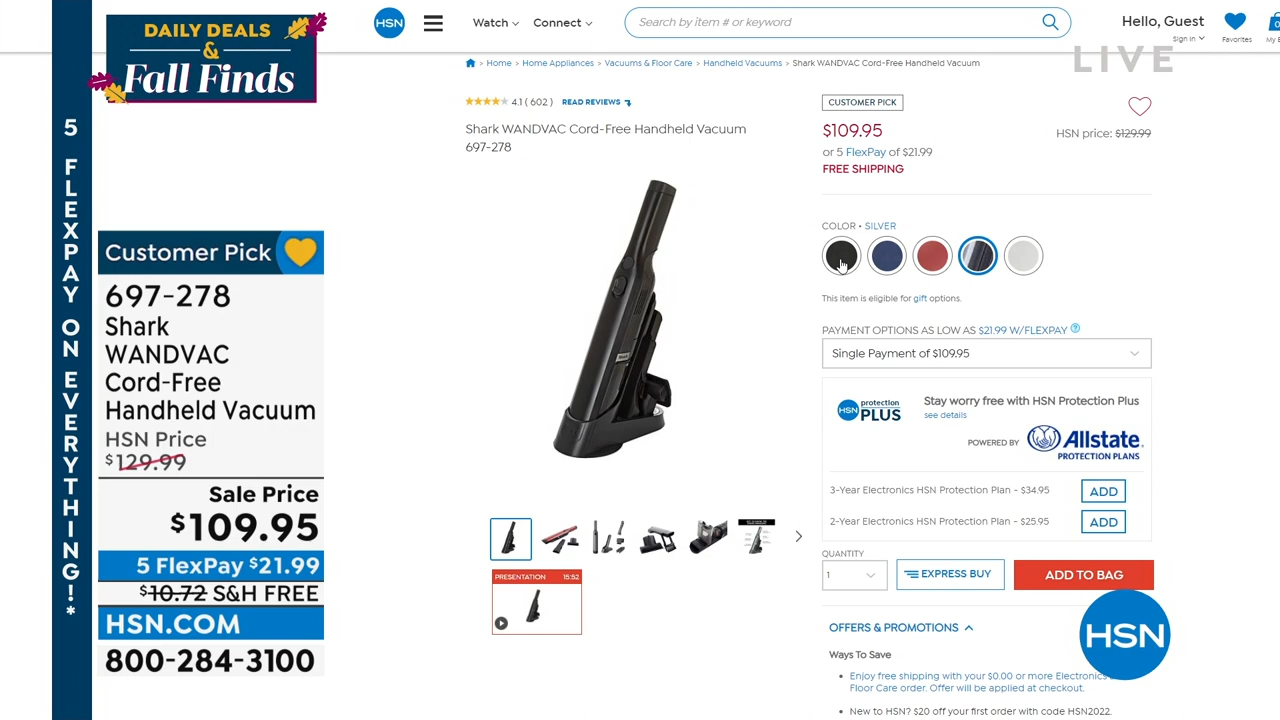 DAILY DEALS
&
Fall Finds
5 FLEXPAY ON EVERYTHING!*
Customer Pick
697-278
Shark
WANDVAC
Cord-Free
Handheld Vacuum
HSN Price
$129.99
Sale Price
$109.95
5 FlexPay $21.99
$10.72 S&H FREE
HSN.COM
800-284-3100
HSN
Watch
Connect
Search by item # or keyword
Hello, Guest
Sign In
Favorites
0
LIVE
> Home > Home Appliances > Vacuums & Floor Care > Handheld Vacuums > Shark WANDVAC Cord-Free Handheld Vacuum
4.1 ( 602 ) READ REVIEWS
Shark WANDVAC Cord-Free Handheld Vacuum
697-278
PRESENTATION 15:52
CUSTOMER PICK
$109.95
HSN price: $129.99
or 5 FlexPay of $21.99
FREE SHIPPING
COLOR • SILVER
This item is eligible for gift options.
PAYMENT OPTIONS AS LOW AS $21.99 W/FLEXPAY ?
Single Payment of $109.95
HSN protection PLUS
Stay worry free with HSN Protection Plus
see details
POWERED BY Allstate.
PROTECTION PLANS
3-Year Electronics HSN Protection Plan - $34.95 ADD
2-Year Electronics HSN Protection Plan - $25.95 ADD
QUANTITY
1
EXPRESS BUY
ADD TO BAG
OFFERS & PROMOTIONS
HSN
Ways To Save
• Enjoy free shipping with your $0.00 or more Electronics
Floor Care order. Offer will be applied at checkout.
• New to HSN? $20 off your first order with code HSN2022.